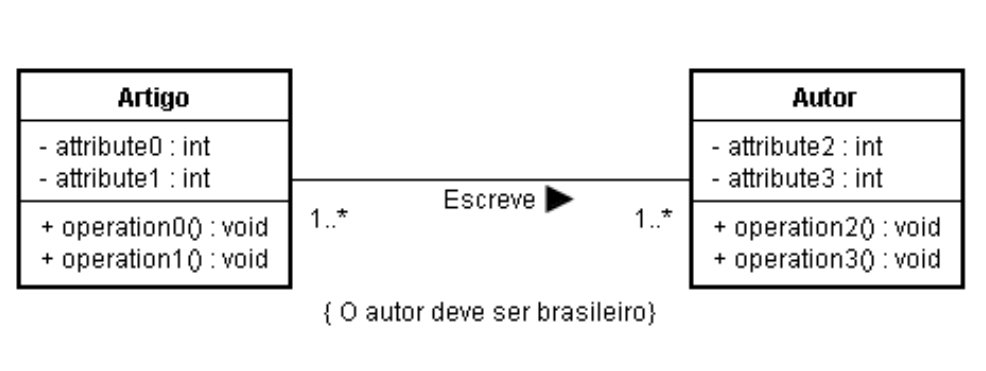 Artigo
- attribute0 : int
- attribute1 : int
+ operation0() : void
+ operation1() : void
1..*
Escreve
1..*
Autor
- attribute2 : int
- attribute3 : int
+ operation2() : void
+ operation3() : void
{ O autor deve ser brasileiro}